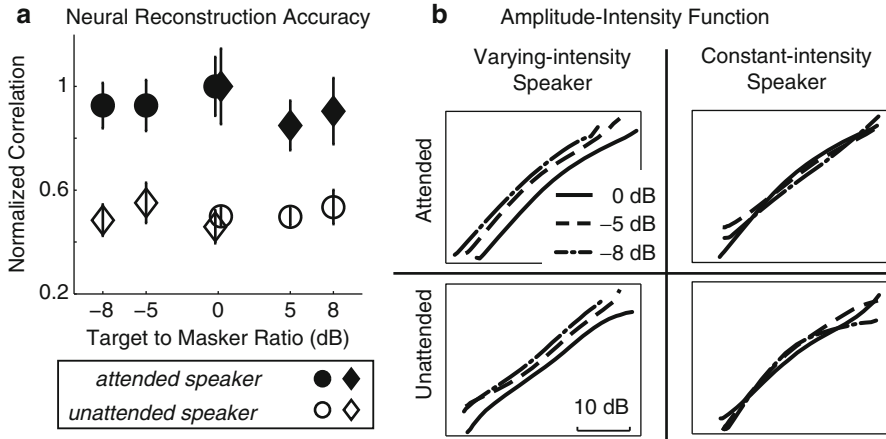 a Neural Reconstruction Accuracy
Normalized Correlation
1
0.6
0.2
−8 −5 0 5 8
Target to Masker Ratio (dB)
attended speaker
unattended speaker
b Amplitude-Intensity Function
Varying-intensity
Speaker
Constant-intensity
Speaker
Attended
0 dB
−5 dB
−8 dB
Unattended
10 dB